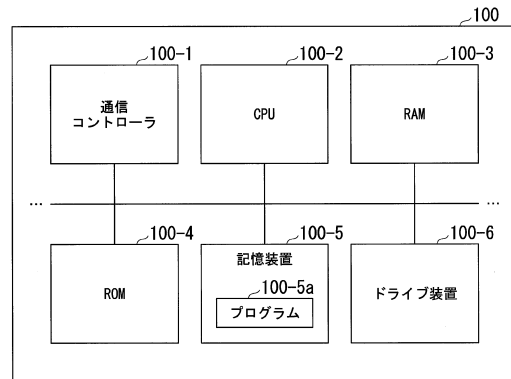 100
100-1
100-2
100-3
通信
コントローラ
CPU
RAM
… …
100-4
100-5
100-6
ROM
記憶装置
100-5a
プログラム
ドライブ装置